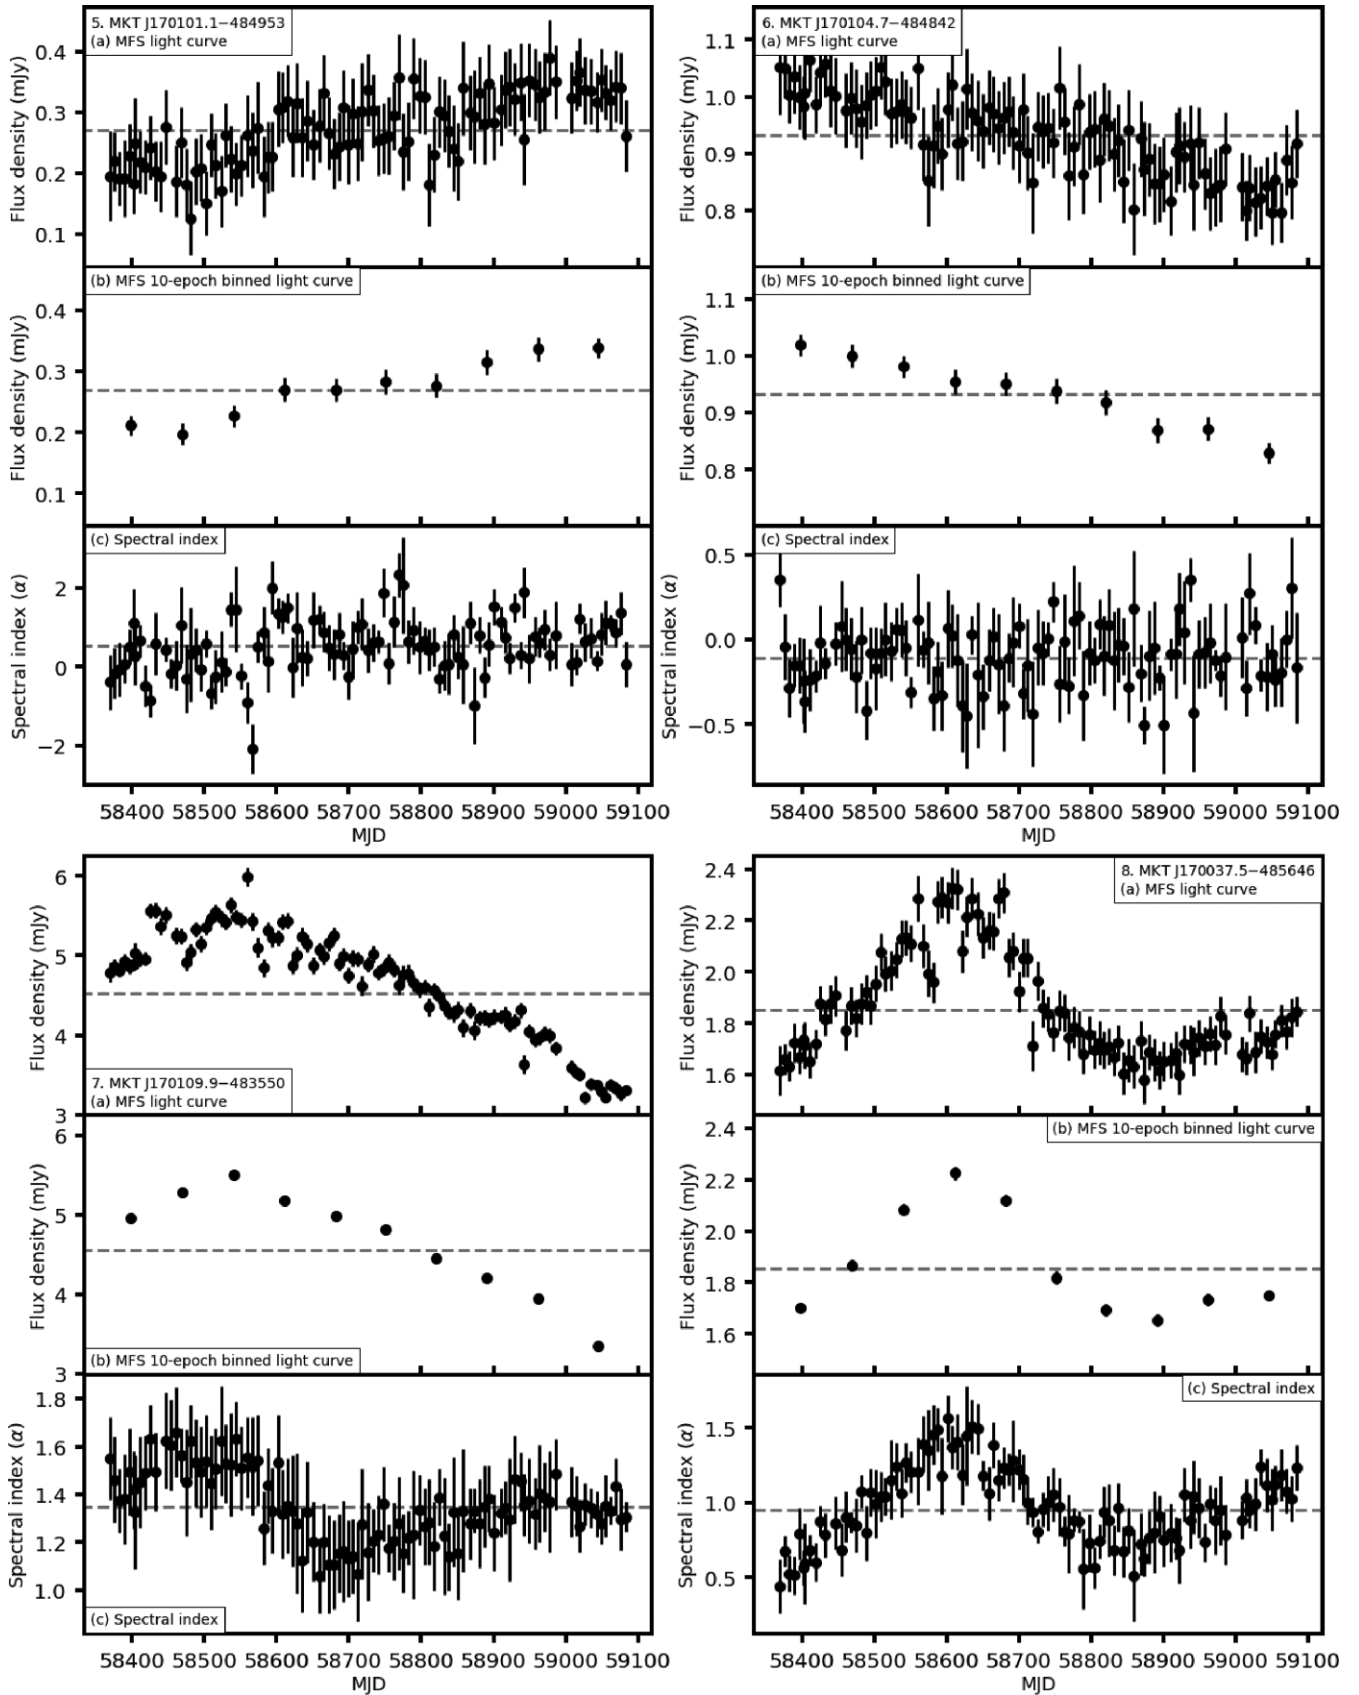 5. MKT J170101.1−484953
(a) MFS light curve
Flux density (mJy)
0.4
0.3
0.2
0.1
(b) MFS 10-epoch binned light curve
Flux density (mJy)
0.4
0.3
0.2
0.1
(c) Spectral index
Spectral index (α)
2
0
−2
58400 58500 58600 58700 58800 58900 59000 59100
MJD
6. MKT J170104.7−484842
(a) MFS light curve
Flux density (mJy)
1.1
1.0
0.9
0.8
(b) MFS 10-epoch binned light curve
Flux density (mJy)
1.1
1.0
0.9
0.8
(c) Spectral index
Spectral index (α)
0.5
0.0
−0.5
58400 58500 58600 58700 58800 58900 59000 59100
MJD
Flux density (mJy)
6
5
4
3
7. MKT J170109.9−483550
(a) MFS light curve
Flux density (mJy)
6
5
4
3
(b) MFS 10-epoch binned light curve
Spectral index (α)
1.8
1.6
1.4
1.2
1.0
(c) Spectral index
58400 58500 58600 58700 58800 58900 59000 59100
MJD
8. MKT J170037.5−485646
(a) MFS light curve
Flux density (mJy)
2.4
2.2
2.0
1.8
1.6
(b) MFS 10-epoch binned light curve
Flux density (mJy)
2.4
2.2
2.0
1.8
1.6
(c) Spectral index
Spectral index (α)
1.5
1.0
0.5
58400 58500 58600 58700 58800 58900 59000 59100
MJD